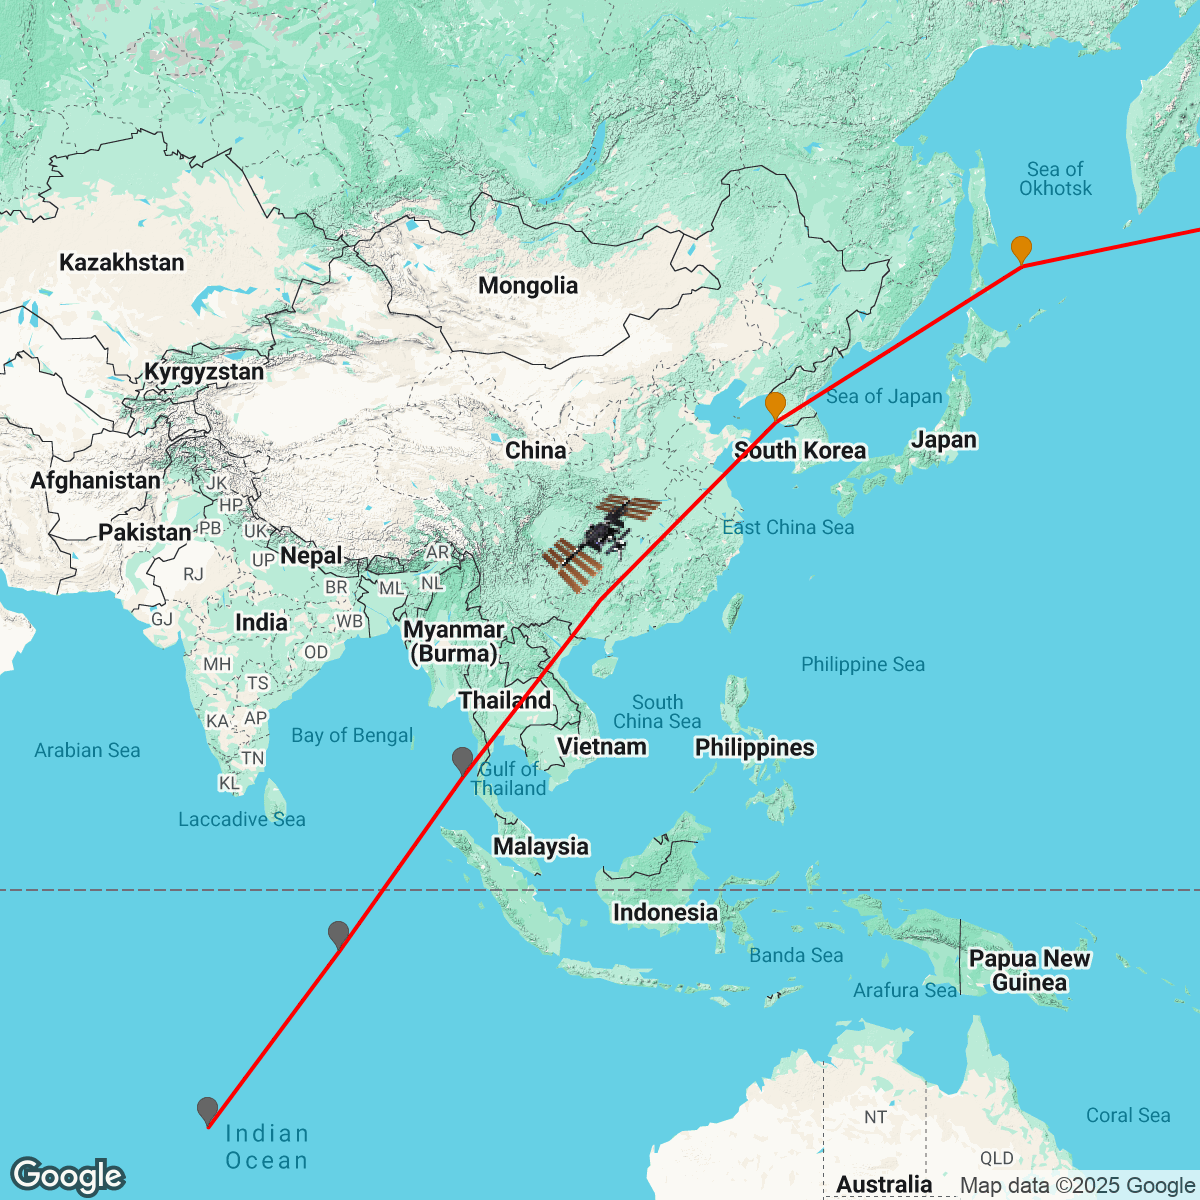 Sea of
Okhotsk
Kazakhstan
Mongolia
Kyrgyzstan
Sea of Japan
Japan
China
South Korea
Afghanistan
JK
HP
Pakistan
PB
UK
East China Sea
Nepal
AR
UP
RJ
BR
ML
NL
GJ
India
WB
Myanmar
(Burma)
OD
MH
Philippine Sea
TS
Thailand
South
China Sea
KA
AP
Bay of Bengal
Arabian Sea
Vietnam
Philippines
TN
Gulf of
Thailand
KL
Laccadive Sea
Malaysia
Indonesia
Banda Sea
Papua New
Guinea
Arafura Sea
Indian
Ocean
NT
Coral Sea
QLD
Google
Australia
Map data ©2025 Google